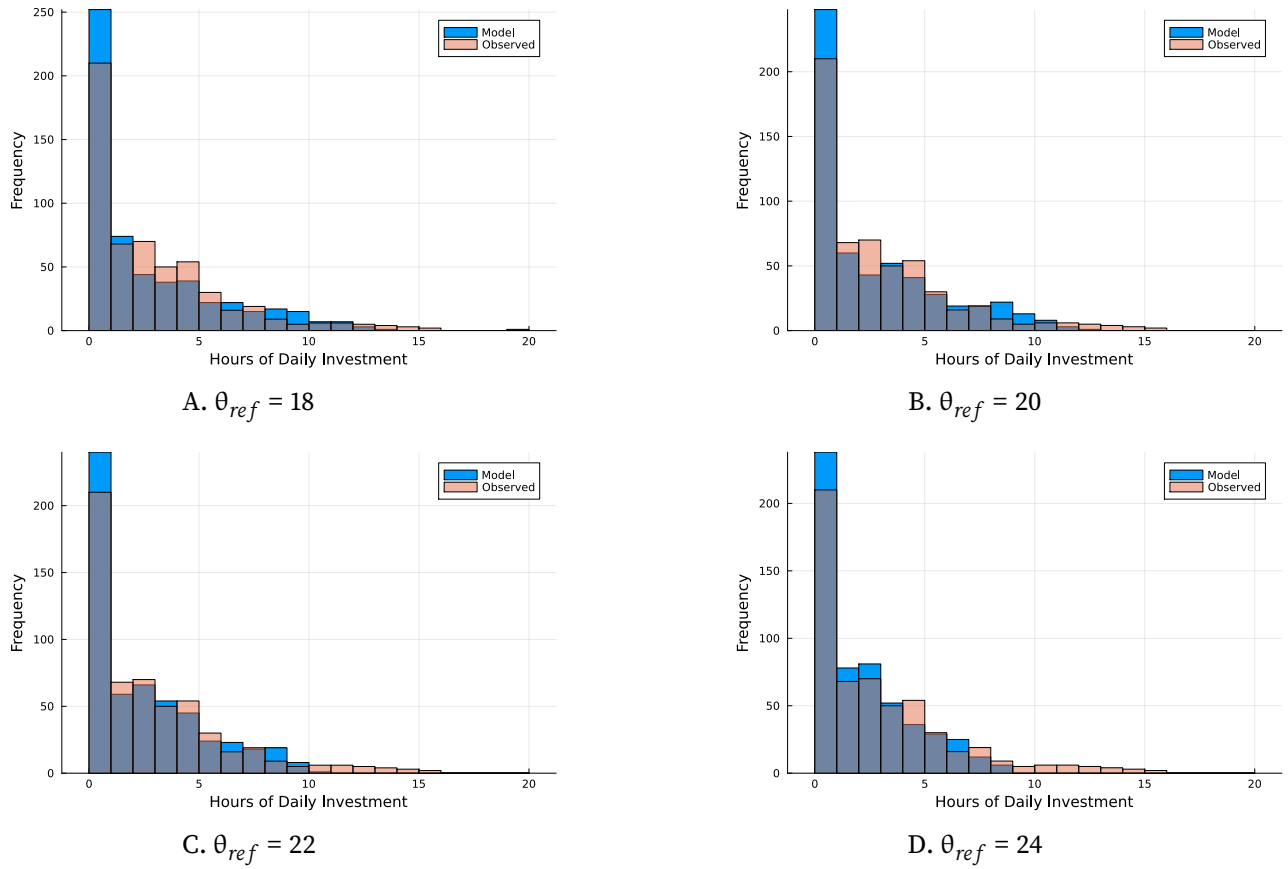 250
200
150
100
50
0
Frequency
Model
Observed
0 5 10 15 20
Hours of Daily Investment
A. θref = 18
200
150
100
50
0
Frequency
Model
Observed
0 5 10 15 20
Hours of Daily Investment
B. θref = 20
200
150
100
50
0
Frequency
Model
Observed
0 5 10 15 20
Hours of Daily Investment
C. θref = 22
200
150
100
50
0
Frequency
Model
Observed
0 5 10 15 20
Hours of Daily Investment
D. θref = 24